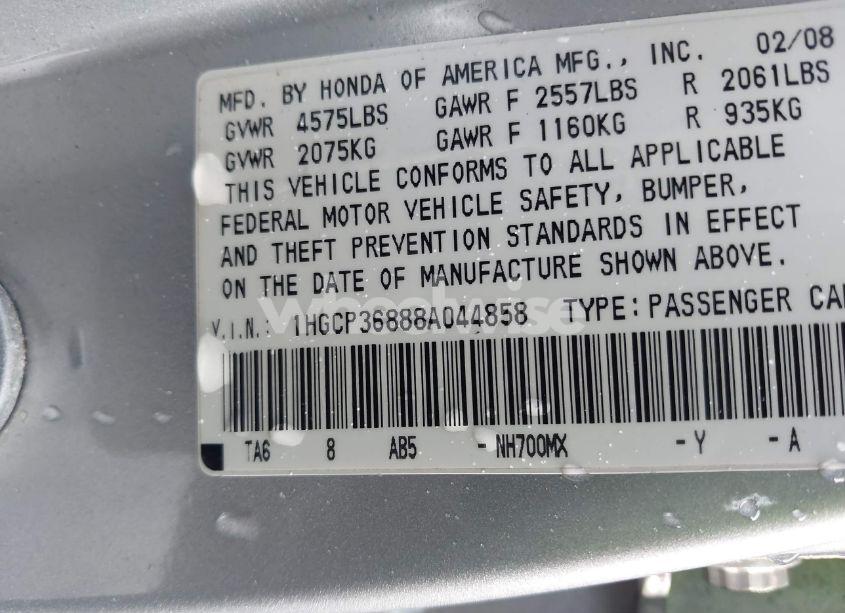 MFD. BY HONDA OF AMERICA MFG., INC. 02/08
GVWR 4575LBS GAWR F 2557LBS R 2061LBS
GVWR 2075KG GAWR F 1160KG R 935KG
THIS VEHICLE CONFORMS TO ALL APPLICABLE
FEDERAL MOTOR VEHICLE SAFETY, BUMPER,
AND THEFT PREVENTION STANDARDS IN EFFECT
ON THE DATE OF MANUFACTURE SHOWN ABOVE.
V.I.N.: 1HGCP36888A044858 TYPE: PASSENGER CAR
wheelwise
TA6 8 AB5 -NH700MX -Y -A